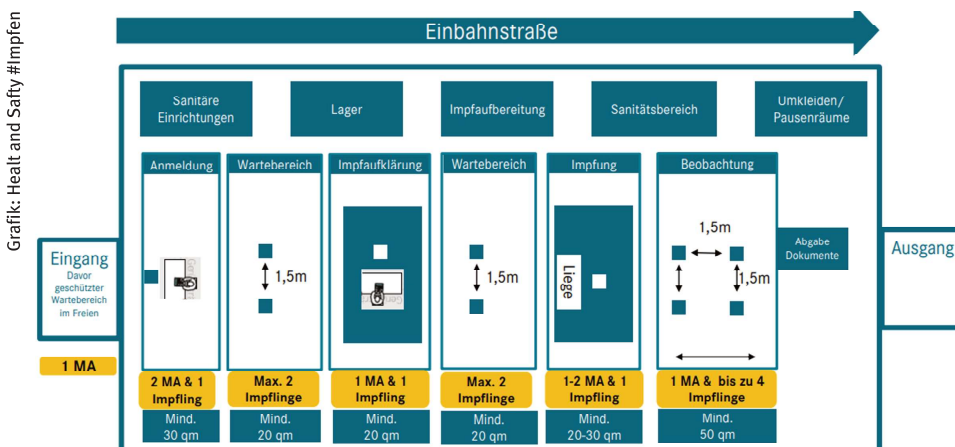 Grafik: Healt and Safty #Impfen
Einbahnstraße
Sanitäre
Einrichtungen
Lager
Impfaufbereitung
Sanitätsbereich
Umkleiden/
Pausenräume
Anmeldung
Wartebereich
Impfaufklärung
Wartebereich
Impfung
Beobachtung
Eingang
Davor
geschützter
Wartebereich
im Freien
1,5m
1,5m
Liege
1,5m
1,5m
Abgabe
Dokumente
Ausgang
1 MA
2 MA & 1
Impfling
Max. 2
Impflinge
1 MA & 1
Impfling
Max. 2
Impflinge
1-2 MA & 1
Impfling
1 MA & bis zu 4
Impflinge
Mind.
30 qm
Mind.
20 qm
Mind.
20 qm
Mind.
20 qm
Mind.
20-30 qm
Mind.
50 qm